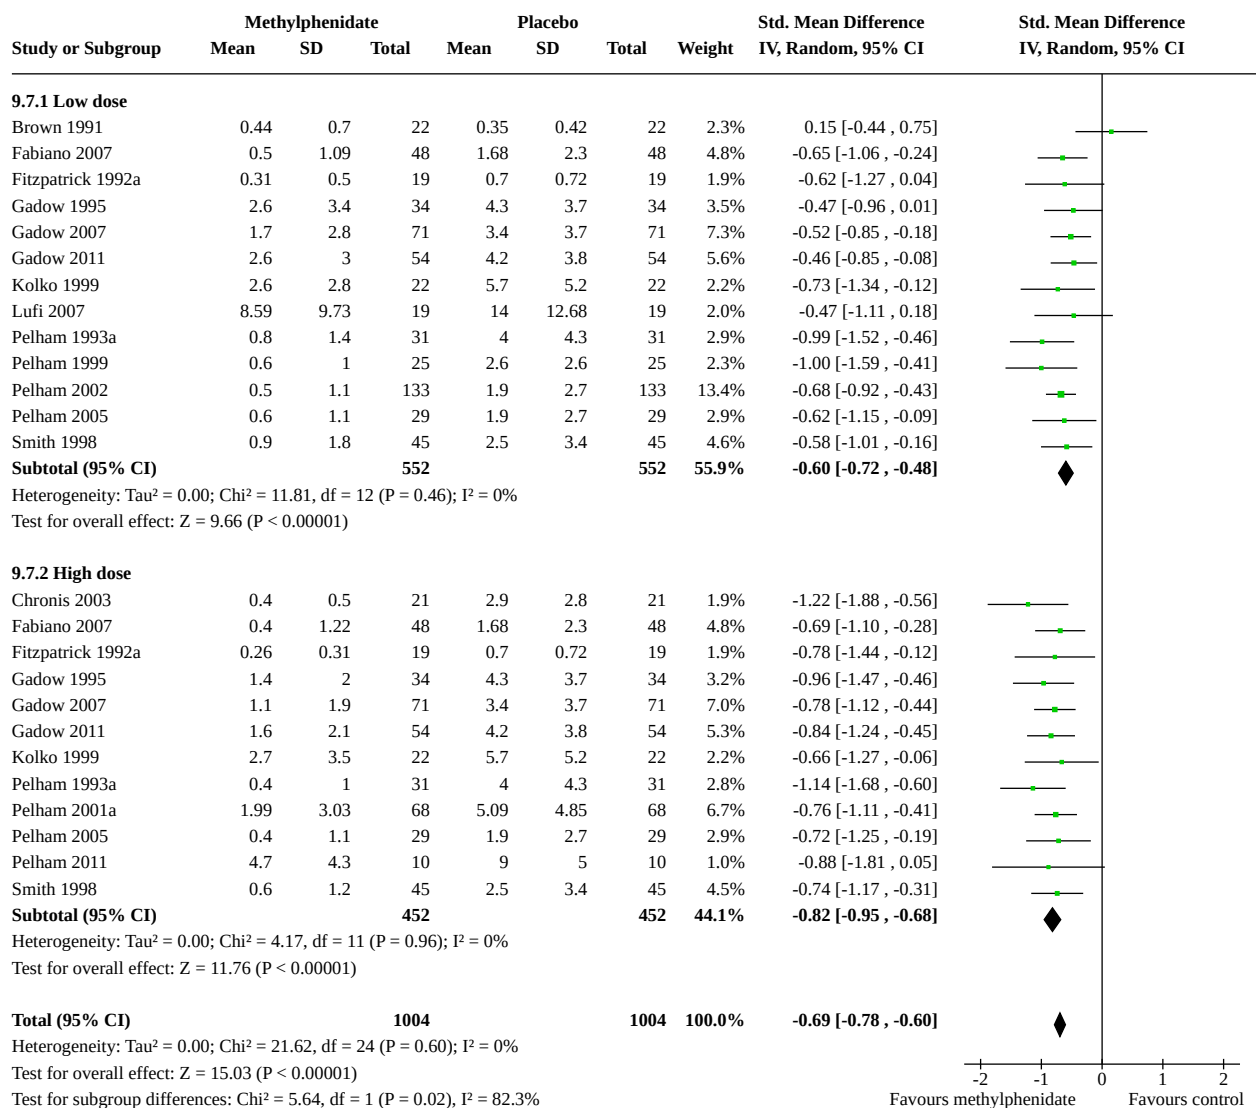 Methylphenidate Placebo Std. Mean Difference Std. Mean Difference
Study or Subgroup Mean SD Total Mean SD Total Weight IV, Random, 95% CI IV, Random, 95% CI
9.7.1 Low dose
Brown 1991 0.44 0.7 22 0.35 0.42 22 2.3% 0.15 [-0.44 , 0.75]
Fabiano 2007 0.5 1.09 48 1.68 2.3 48 4.8% -0.65 [-1.06 , -0.24]
Fitzpatrick 1992a 0.31 0.5 19 0.7 0.72 19 1.9% -0.62 [-1.27 , 0.04]
Gadow 1995 2.6 3.4 34 4.3 3.7 34 3.5% -0.47 [-0.96 , 0.01]
Gadow 2007 1.7 2.8 71 3.4 3.7 71 7.3% -0.52 [-0.85 , -0.18]
Gadow 2011 2.6 3 54 4.2 3.8 54 5.6% -0.46 [-0.85 , -0.08]
Kolko 1999 2.6 2.8 22 5.7 5.2 22 2.2% -0.73 [-1.34 , -0.12]
Lufi 2007 8.59 9.73 19 14 12.68 19 2.0% -0.47 [-1.11 , 0.18]
Pelham 1993a 0.8 1.4 31 4 4.3 31 2.9% -0.99 [-1.52 , -0.46]
Pelham 1999 0.6 1 25 2.6 2.6 25 2.3% -1.00 [-1.59 , -0.41]
Pelham 2002 0.5 1.1 133 1.9 2.7 133 13.4% -0.68 [-0.92 , -0.43]
Pelham 2005 0.6 1.1 29 1.9 2.7 29 2.9% -0.62 [-1.15 , -0.09]
Smith 1998 0.9 1.8 45 2.5 3.4 45 4.6% -0.58 [-1.01 , -0.16]
Subtotal (95% CI) 552 552 55.9% -0.60 [-0.72 , -0.48]
Heterogeneity: Tau² = 0.00; Chi² = 11.81, df = 12 (P = 0.46); I² = 0%
Test for overall effect: Z = 9.66 (P < 0.00001)
9.7.2 High dose
Chronis 2003 0.4 0.5 21 2.9 2.8 21 1.9% -1.22 [-1.88 , -0.56]
Fabiano 2007 0.4 1.22 48 1.68 2.3 48 4.8% -0.69 [-1.10 , -0.28]
Fitzpatrick 1992a 0.26 0.31 19 0.7 0.72 19 1.9% -0.78 [-1.44 , -0.12]
Gadow 1995 1.4 2 34 4.3 3.7 34 3.2% -0.96 [-1.47 , -0.46]
Gadow 2007 1.1 1.9 71 3.4 3.7 71 7.0% -0.78 [-1.12 , -0.44]
Gadow 2011 1.6 2.1 54 4.2 3.8 54 5.3% -0.84 [-1.24 , -0.45]
Kolko 1999 2.7 3.5 22 5.7 5.2 22 2.2% -0.66 [-1.27 , -0.06]
Pelham 1993a 0.4 1 31 4 4.3 31 2.8% -1.14 [-1.68 , -0.60]
Pelham 2001a 1.99 3.03 68 5.09 4.85 68 6.7% -0.76 [-1.11 , -0.41]
Pelham 2005 0.4 1.1 29 1.9 2.7 29 2.9% -0.72 [-1.25 , -0.19]
Pelham 2011 4.7 4.3 10 9 5 10 1.0% -0.88 [-1.81 , 0.05]
Smith 1998 0.6 1.2 45 2.5 3.4 45 4.5% -0.74 [-1.17 , -0.31]
Subtotal (95% CI) 452 452 44.1% -0.82 [-0.95 , -0.68]
Heterogeneity: Tau² = 0.00; Chi² = 4.17, df = 11 (P = 0.96); I² = 0%
Test for overall effect: Z = 11.76 (P < 0.00001)
Total (95% CI) 1004 1004 100.0% -0.69 [-0.78 , -0.60]
Heterogeneity: Tau² = 0.00; Chi² = 21.62, df = 24 (P = 0.60); I² = 0%
Test for overall effect: Z = 15.03 (P < 0.00001) -2 -1 0 1 2
Test for subgroup differences: Chi² = 5.64, df = 1 (P = 0.02), I² = 82.3% Favours methylphenidate Favours control